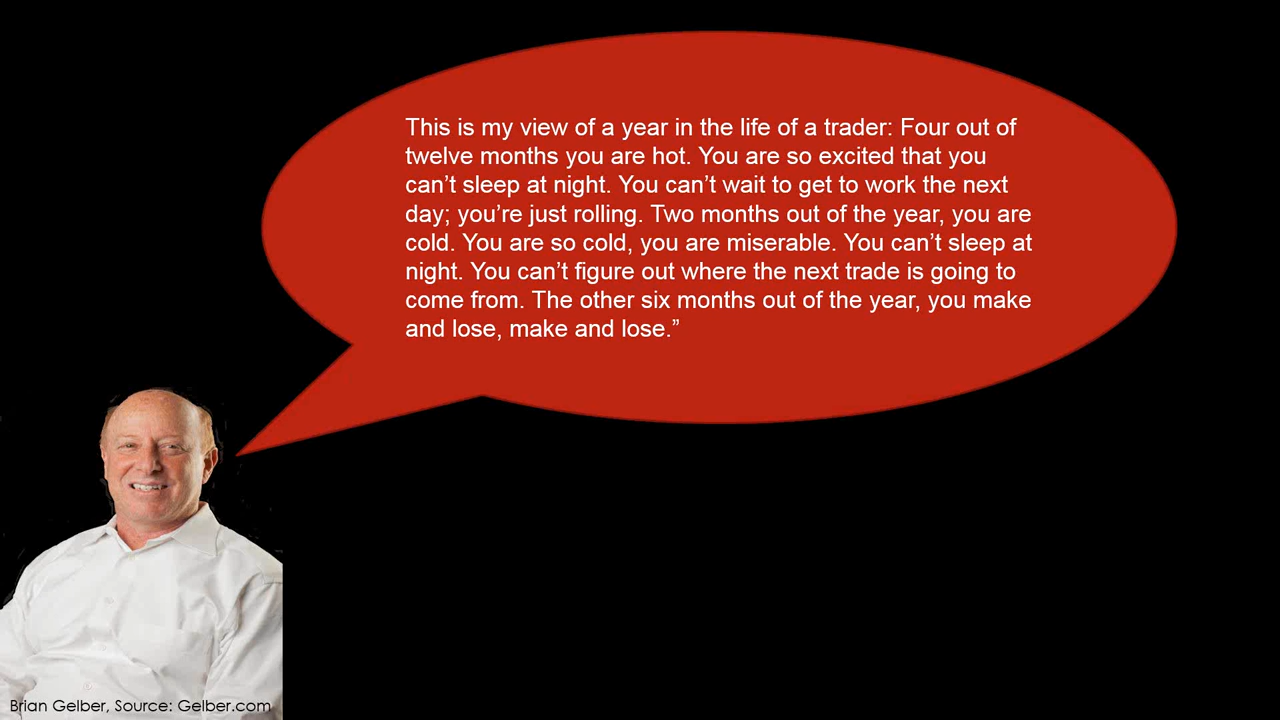 This is my view of a year in the life of a trader: Four out of
twelve months you are hot. You are so excited that you
can’t sleep at night. You can’t wait to get to work the next
day; you’re just rolling. Two months out of the year, you are
cold. You are so cold, you are miserable. You can’t sleep at
night. You can’t figure out where the next trade is going to
come from. The other six months out of the year, you make
and lose, make and lose.”
Brian Gelber, Source: Gelber.com